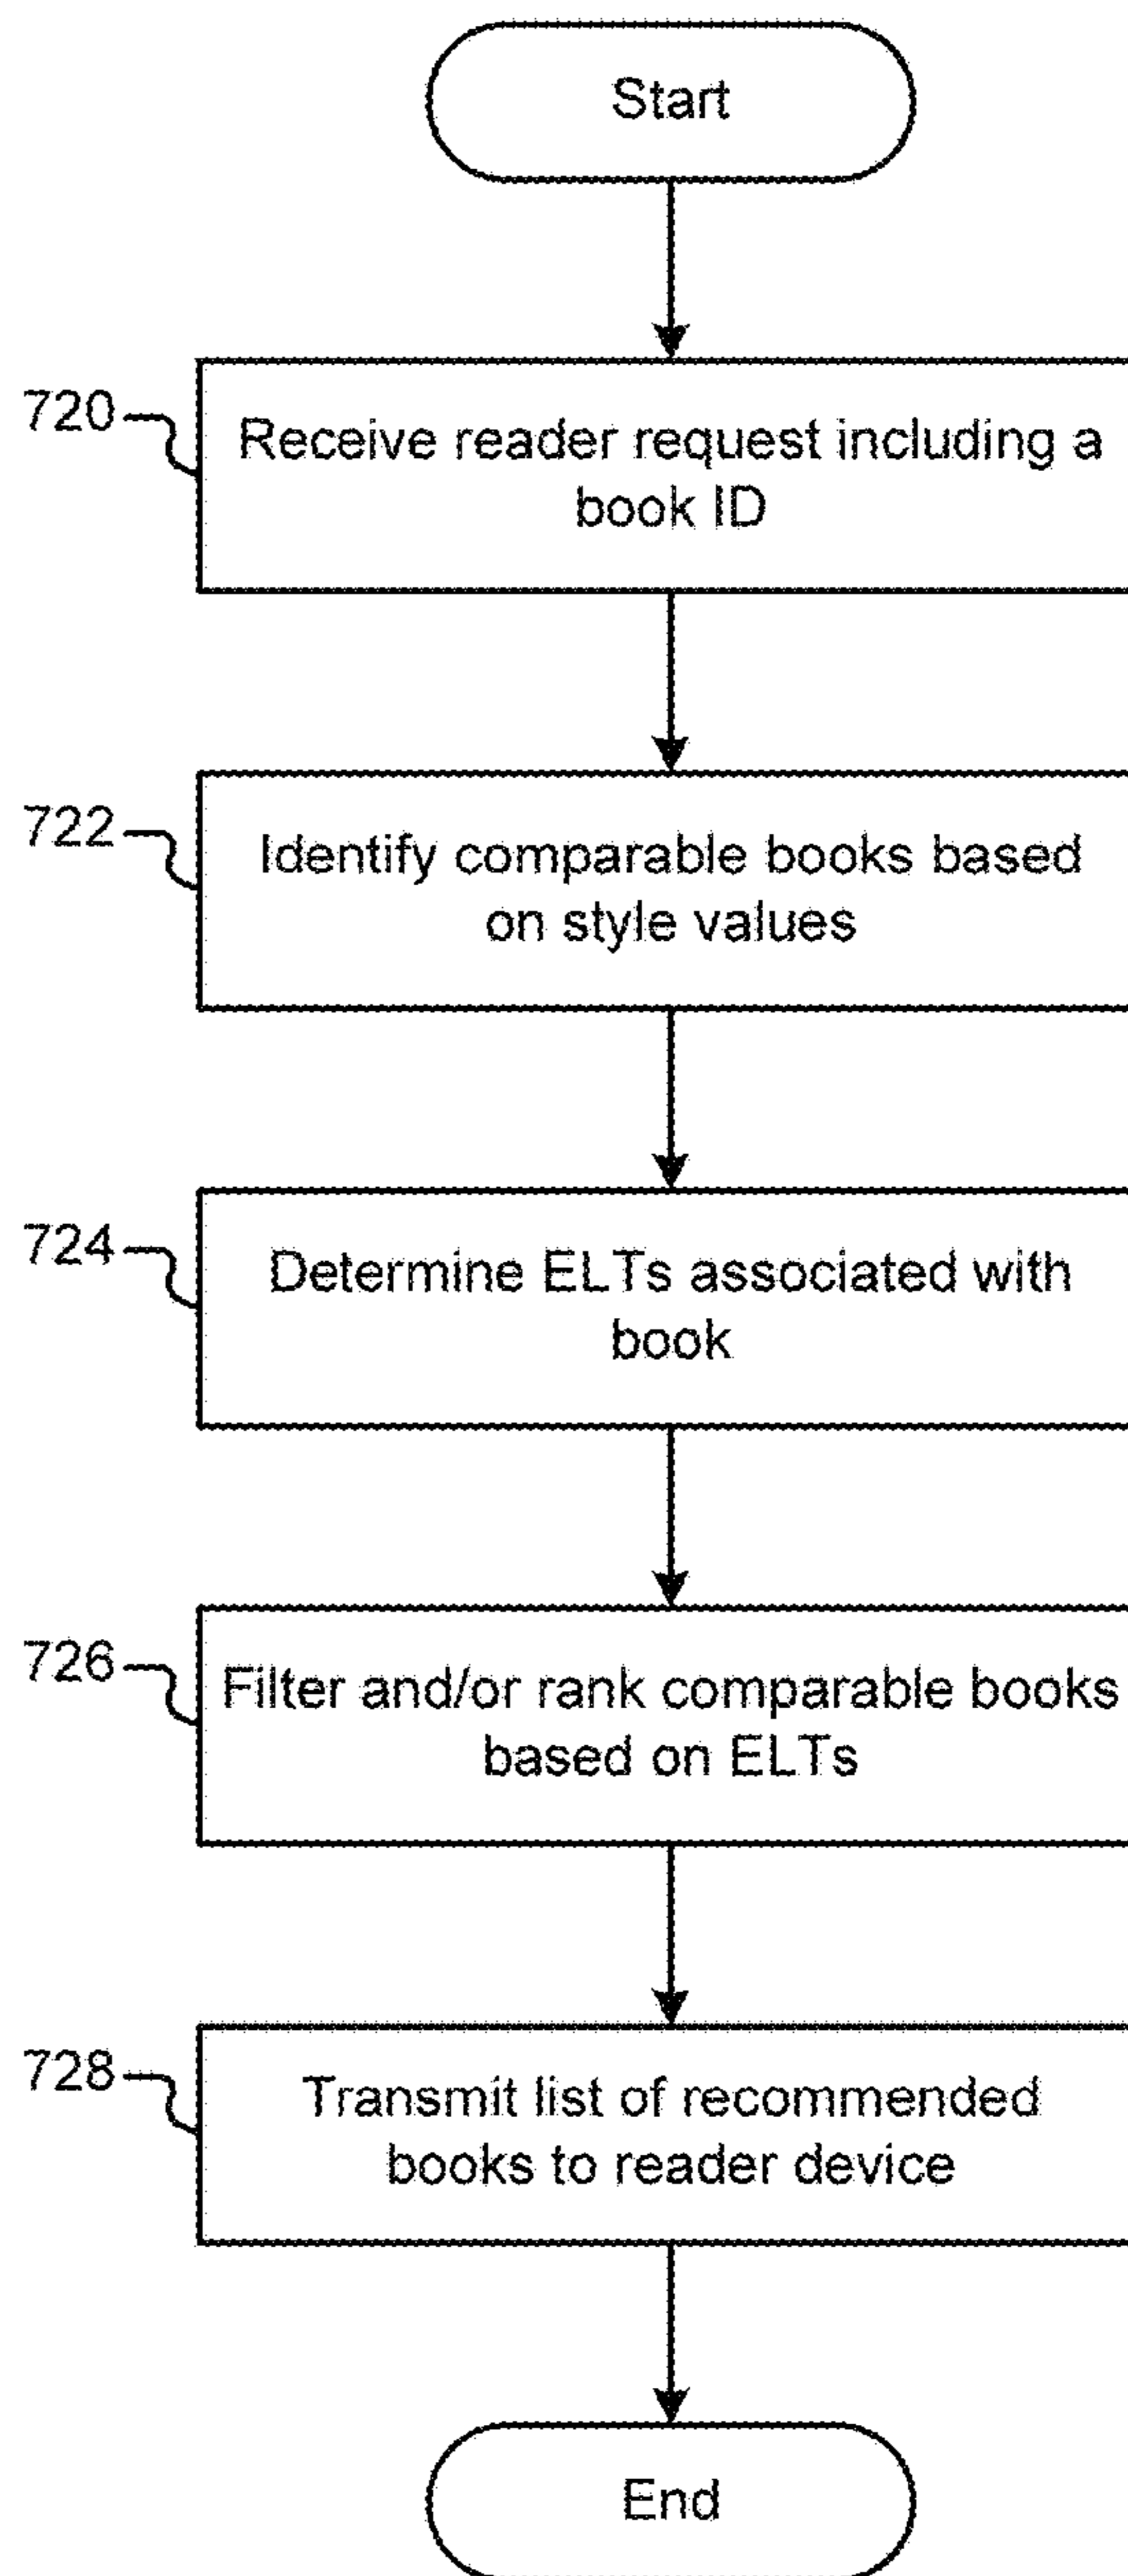 Start
720
Receive reader request including a
book ID
722
Identify comparable books based
on style values
724
Determine ELTs associated with
book
726
Filter and/or rank comparable books
based on ELTs
728
Transmit list of recommended
books to reader device
End